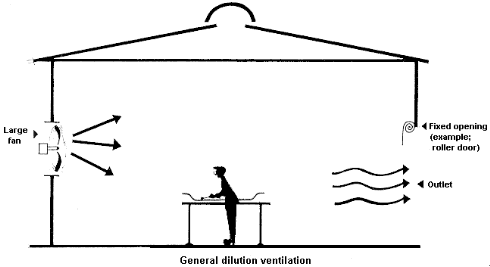 Large
fan
Fixed opening
(example;
roller door)
Outlet
General dilution ventilation